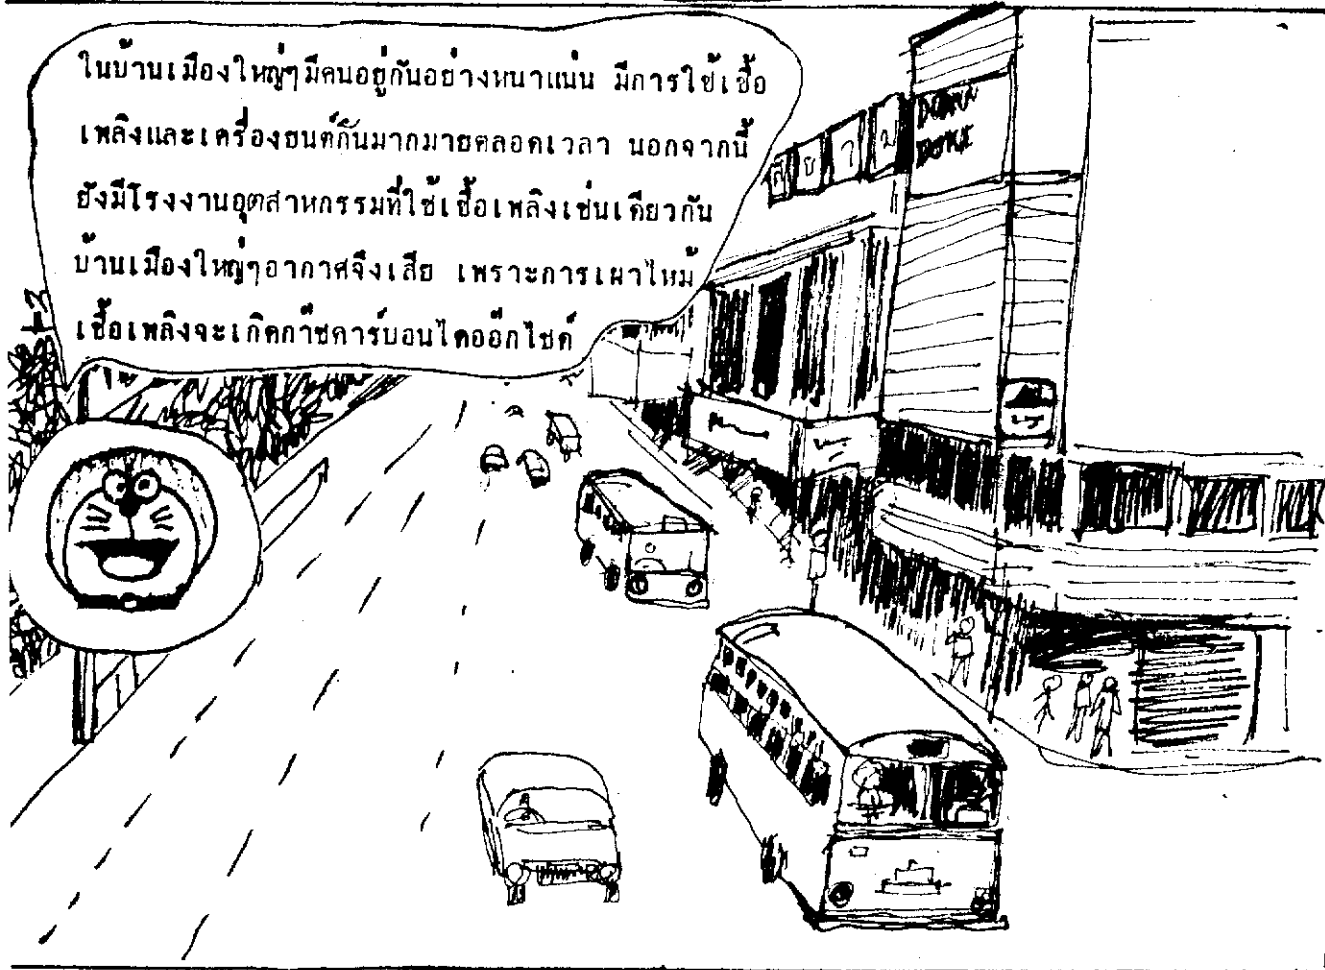 ในบ้านเมืองใหญ่ๆมีคนอยู่กันอย่างหนาแน่น มีการใช้เชื้อ
เพลิงและเครื่องยนต์กันมากมายตลอดเวลา นอกจากนี้
ยังมีโรงงานอุตสาหกรรมที่ใช้เชื้อเพลิงเช่นเดียวกัน
บ้านเมืองใหญ่ๆอากาศจึงเสีย เพราะการเผาไหม้
เชื้อเพลิงจะเกิดก๊าซคาร์บอนไดออกไซด์
สยาม